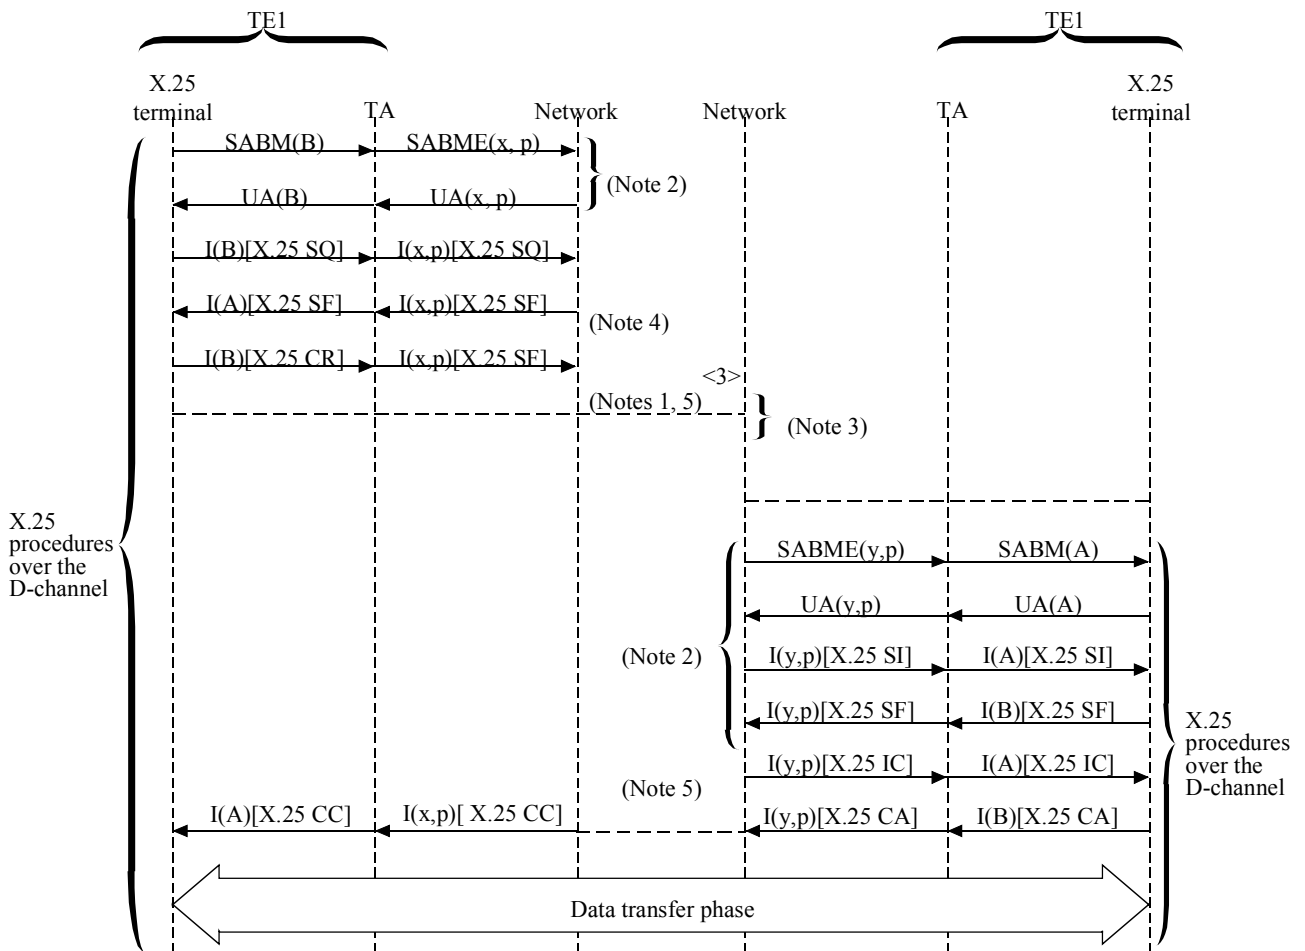 TE1 TE1
X.25
terminal TA Network Network TA X.25
terminal
SABM(B) SABME(x, p)
(Note 2)
UA(B) UA(x, p)
I(B)[X.25 SQ] I(x,p)[X.25 SQ]
I(A)[X.25 SF] I(x,p)[X.25 SF]
(Note 4)
I(B)[X.25 CR] I(x,p)[X.25 SF]
<3>
(Notes 1, 5)
(Note 3)
X.25
procedures
over the
D-channel
SABME(y,p) SABM(A)
UA(y,p) UA(A)
(Note 2)
I(y,p)[X.25 SI] I(A)[X.25 SI]
I(y,p)[X.25 SF] I(B)[X.25 SF]
X.25
procedures
over the
D-channel
I(y,p)[X.25 IC] I(A)[X.25 IC]
(Note 5)
I(A)[X.25 CC] I(x,p)[ X.25 CC] I(y,p)[X.25 CA] I(B)[X.25 CA]
Data transfer phase